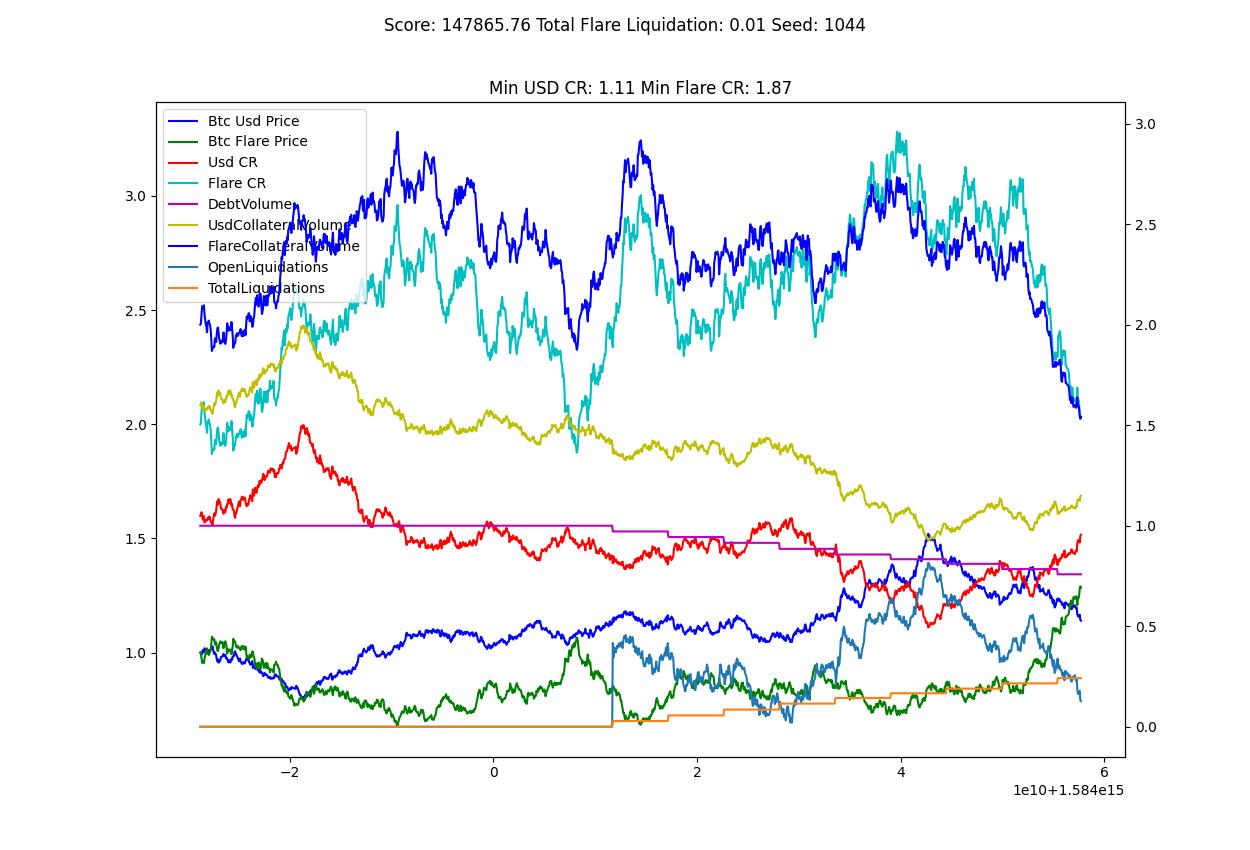 Score: 147865.76 Total Flare Liquidation: 0.01 Seed: 1044
Min USD CR: 1.11 Min Flare CR: 1.87
Btc Usd Price
Btc Flare Price
Usd CR
Flare CR
DebtVolume
UsdCollateralVolume
FlareCollateralVolume
OpenLiquidations
TotalLiquidations
3.0
2.5
2.0
1.5
1.0
3.0
2.5
2.0
1.5
1.0
0.5
0.0
−2
0
2
4
6
1e10+1.584e15